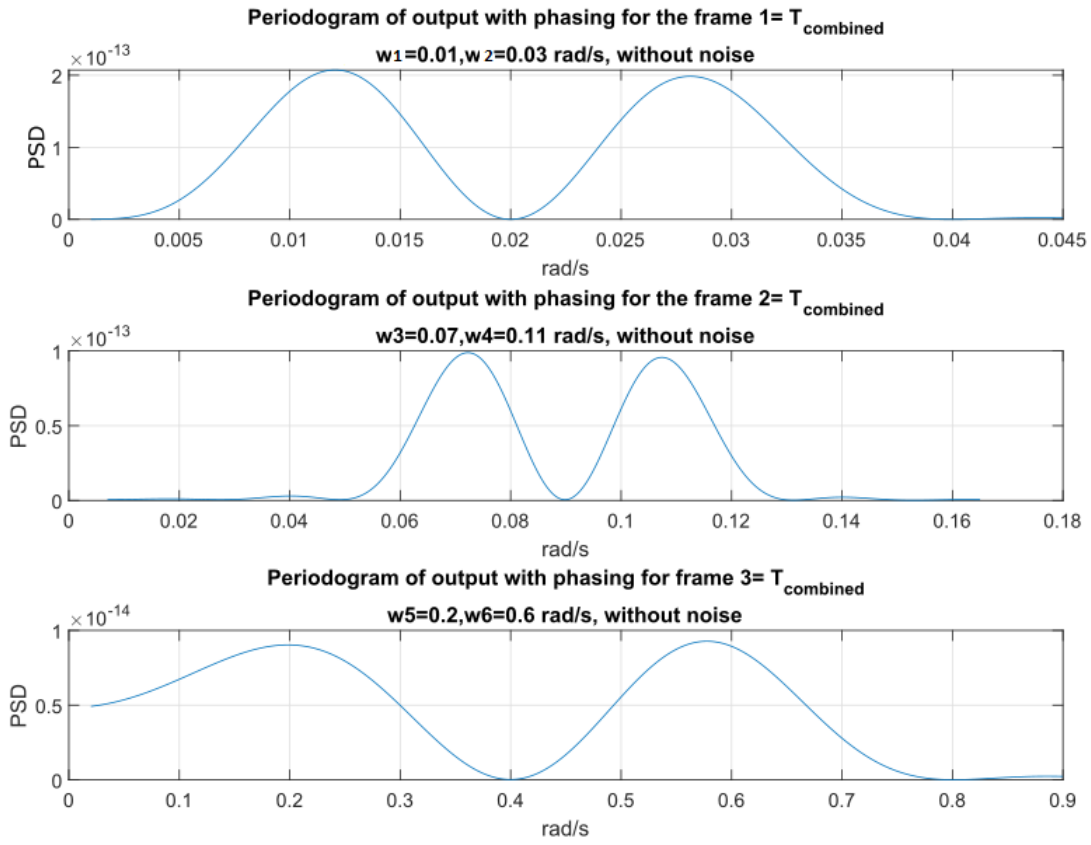 Periodogram of output with phasing for the frame 1= T_combined
×10^-13
w1=0.01,w2=0.03 rad/s, without noise
2
1
0
PSD
0 0.005 0.01 0.015 0.02 0.025 0.03 0.035 0.04 0.045
rad/s
Periodogram of output with phasing for the frame 2= T_combined
×10^-13
w3=0.07,w4=0.11 rad/s, without noise
1
0.5
0
PSD
0 0.02 0.04 0.06 0.08 0.1 0.12 0.14 0.16 0.18
rad/s
Periodogram of output with phasing for frame 3= T_combined
×10^-14
w5=0.2,w6=0.6 rad/s, without noise
1
0.5
0
PSD
0 0.1 0.2 0.3 0.4 0.5 0.6 0.7 0.8 0.9
rad/s